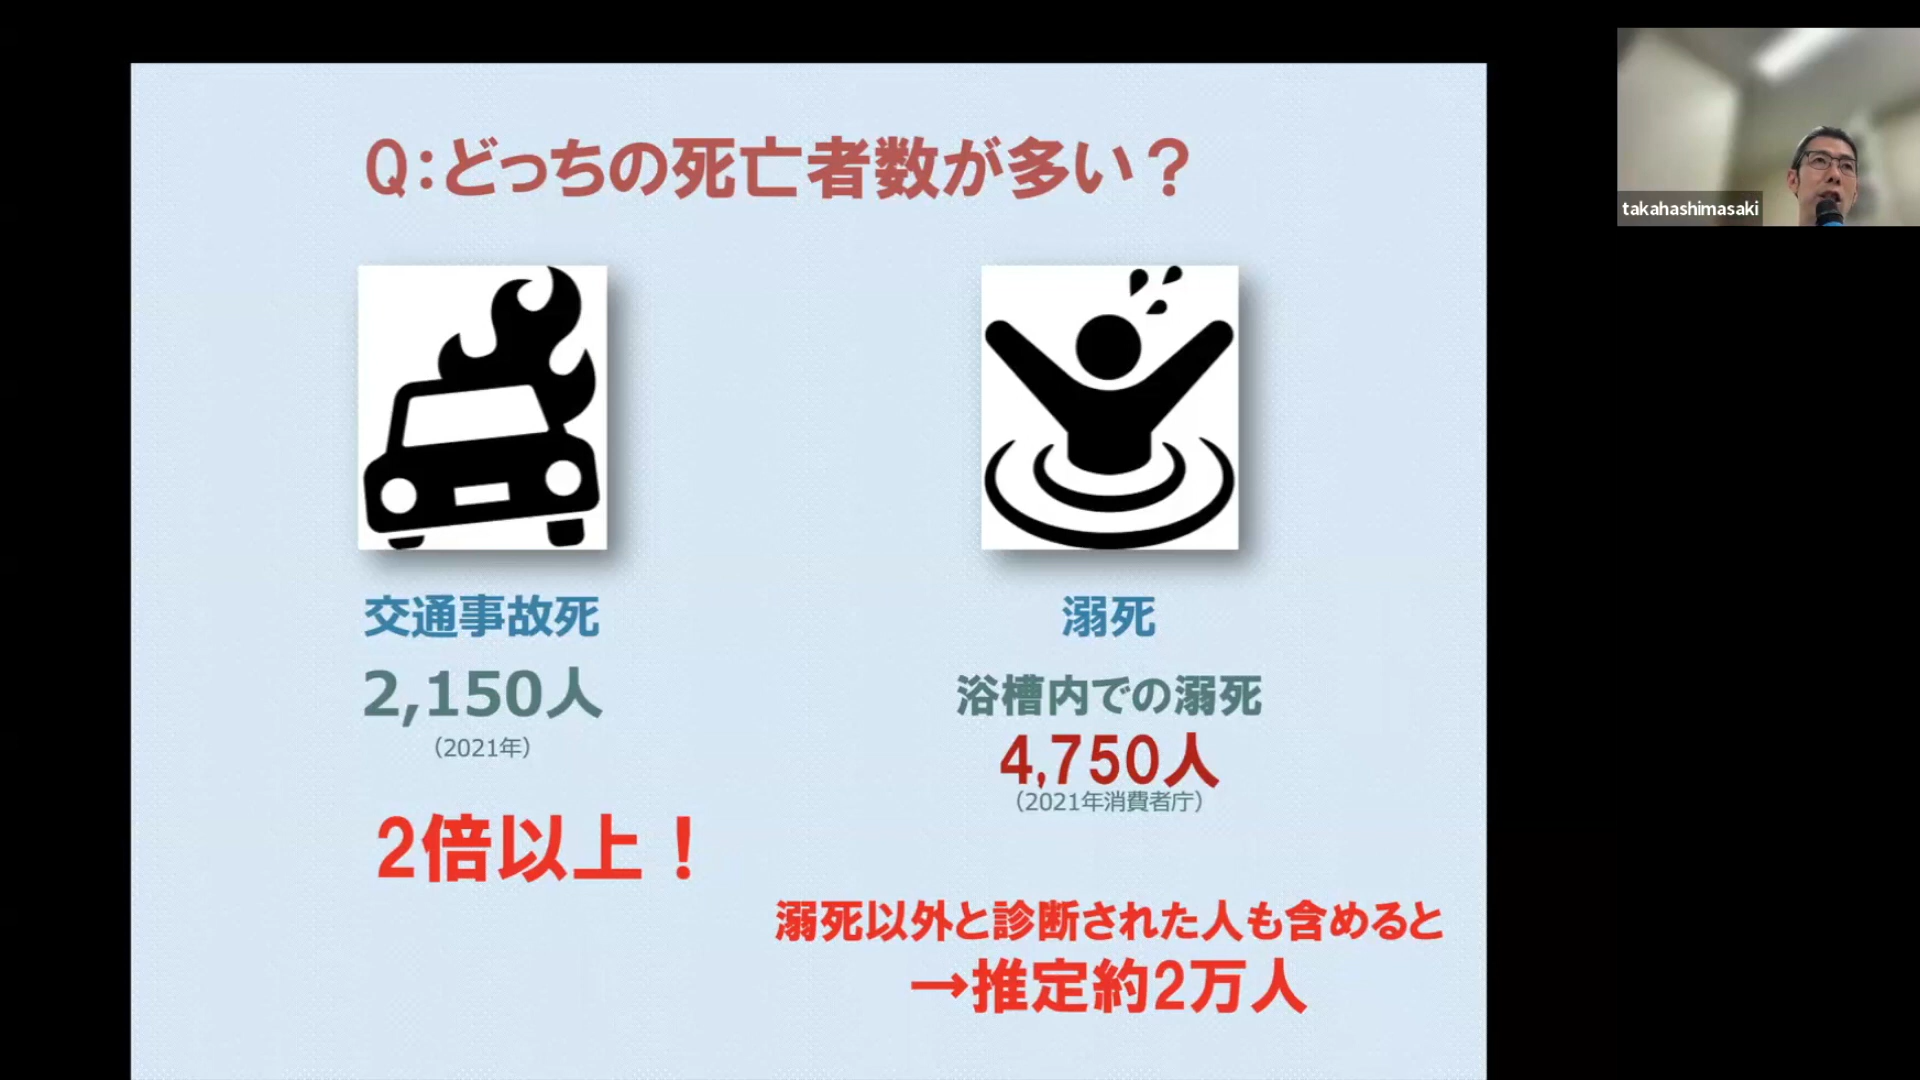 Q:どっちの死亡者数が多い？
交通事故死
2,150人
（2021年）
2倍以上！
溺死
浴槽内での溺死
4,750人
（2021年消費者庁）
溺死以外と診断された人も含めると
→推定約2万人
takahashimasaki